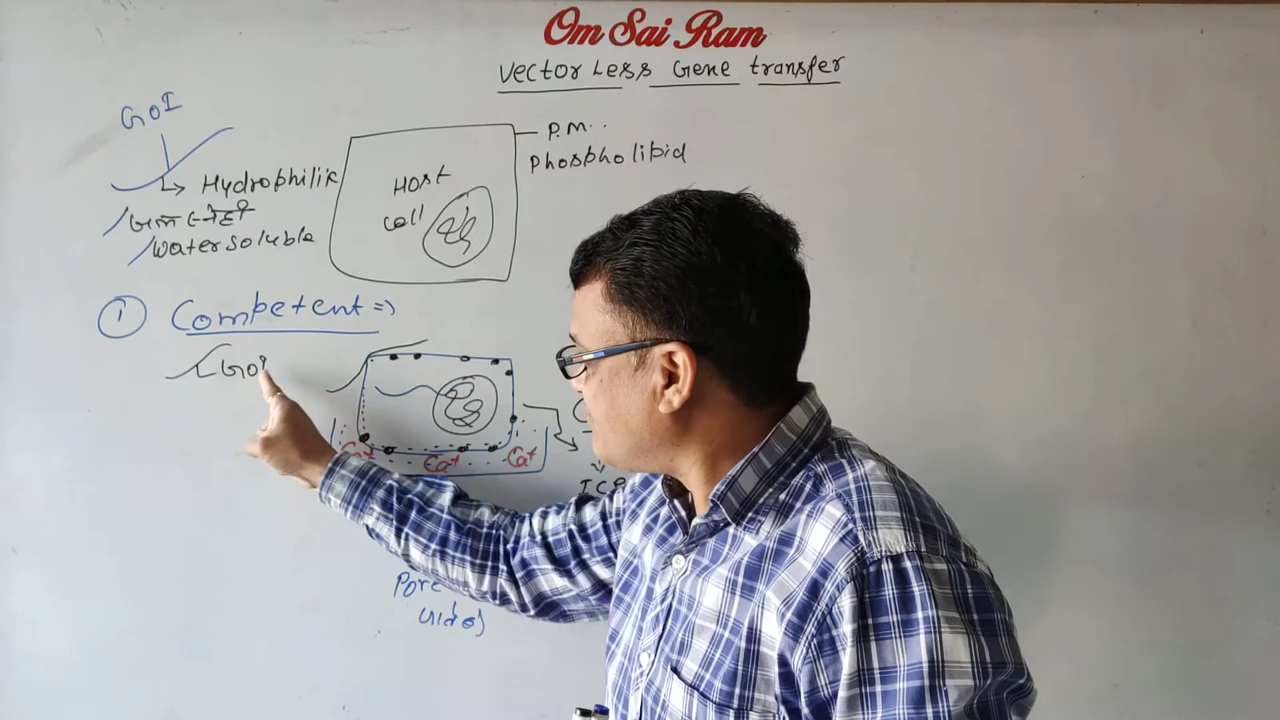 Om Sai Ram
Vector Less Gene transfer
GOI
P.M.
Phospholipid
Hydrophilic
Host
cell
जल स्नेही
Water soluble
① Competent =>
GOI
Ca+ Ca+ Ca+
Pore